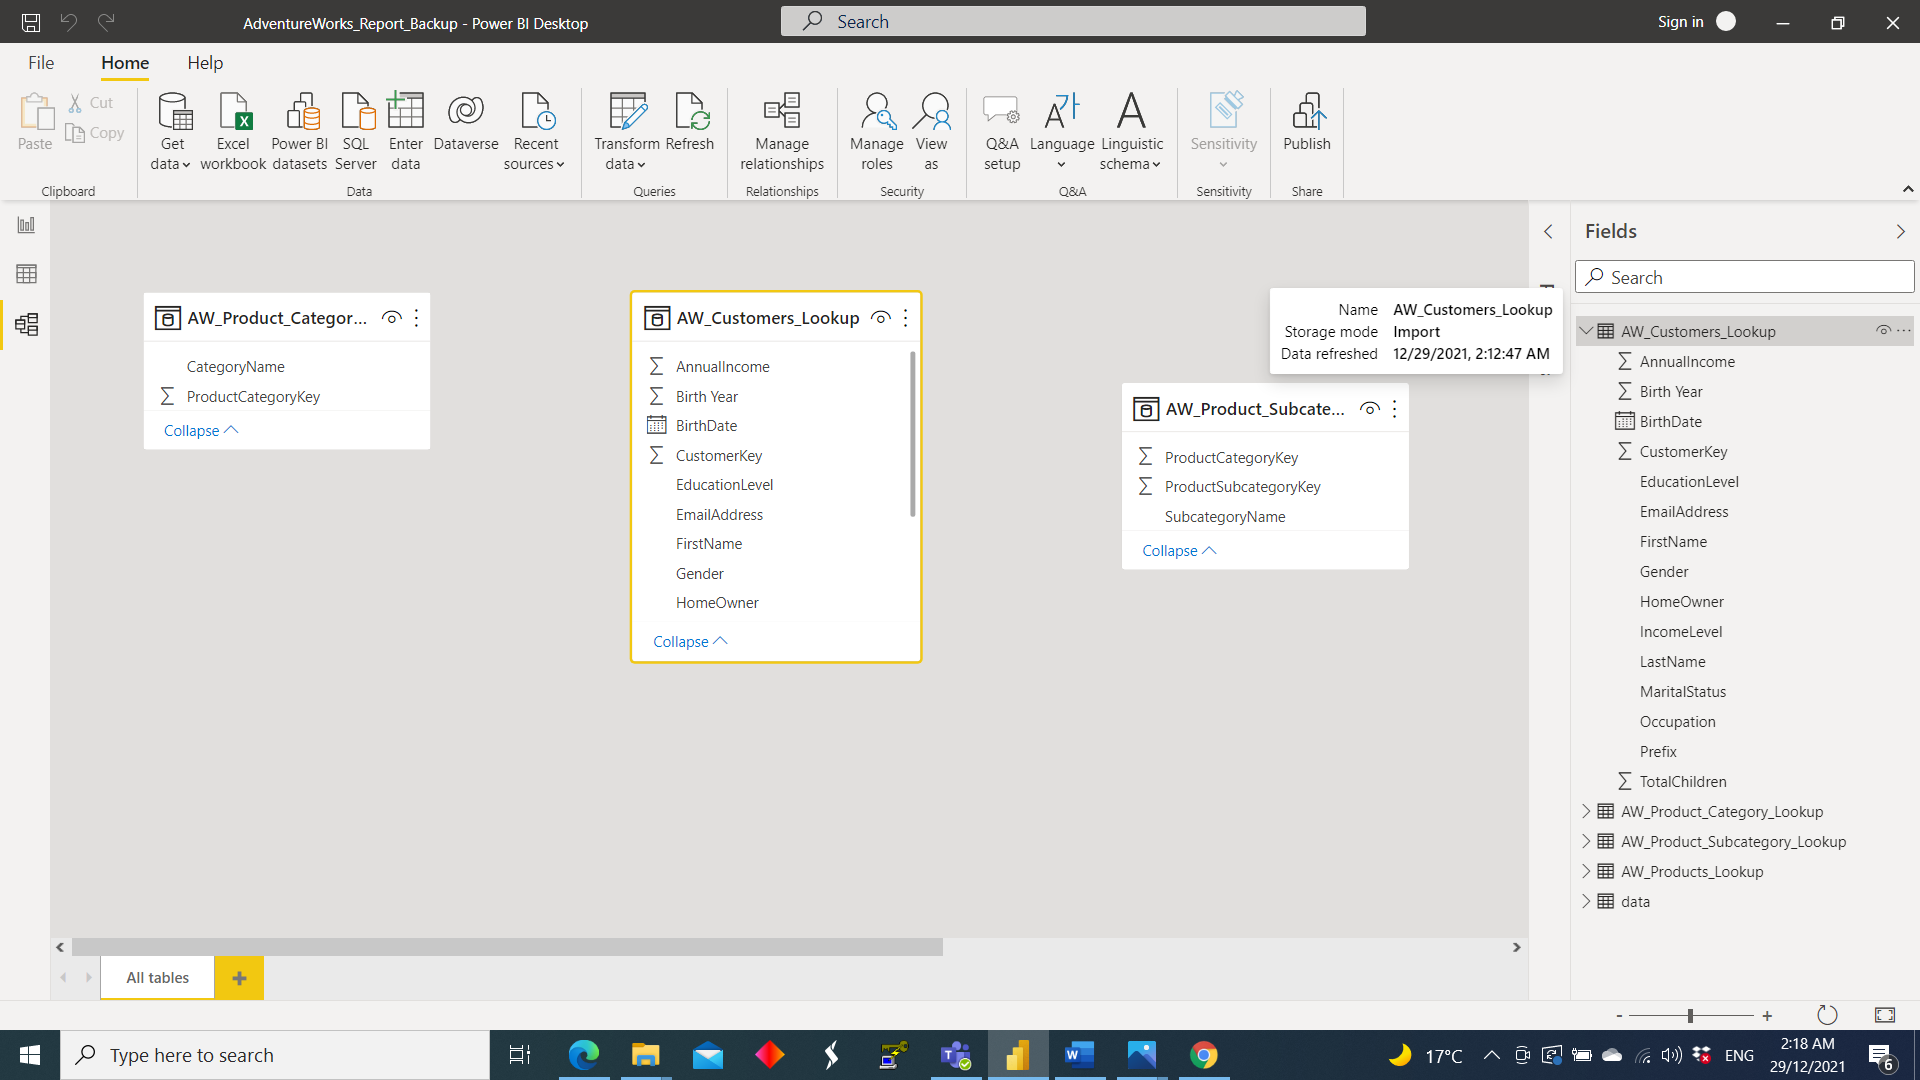 AdventureWorks_Report_Backup - Power BI Desktop
Search
Sign in
File
Home
Help
Paste
Cut
Copy
Clipboard
Get data
Excel workbook
Power BI datasets
SQL Server
Enter data
Dataverse
Recent sources
Data
Transform data
Refresh
Queries
Manage relationships
Relationships
Manage roles
View as
Security
Q&A setup
Language
Linguistic schema
Q&A
Sensitivity
Sensitivity
Publish
Share
AW_Product_Categor...
CategoryName
ProductCategoryKey
Collapse
AW_Customers_Lookup
AnnualIncome
Birth Year
BirthDate
CustomerKey
EducationLevel
EmailAddress
FirstName
Gender
HomeOwner
Collapse
Name AW_Customers_Lookup
Storage mode Import
Data refreshed 12/29/2021, 2:12:47 AM
AW_Product_Subcate...
ProductCategoryKey
ProductSubcategoryKey
SubcategoryName
Collapse
Fields
Search
AW_Customers_Lookup
AnnualIncome
Birth Year
BirthDate
CustomerKey
EducationLevel
EmailAddress
FirstName
Gender
HomeOwner
IncomeLevel
LastName
MaritalStatus
Occupation
Prefix
TotalChildren
AW_Product_Category_Lookup
AW_Product_Subcategory_Lookup
AW_Products_Lookup
data
All tables
Type here to search
17°C
ENG
2:18 AM
29/12/2021
6